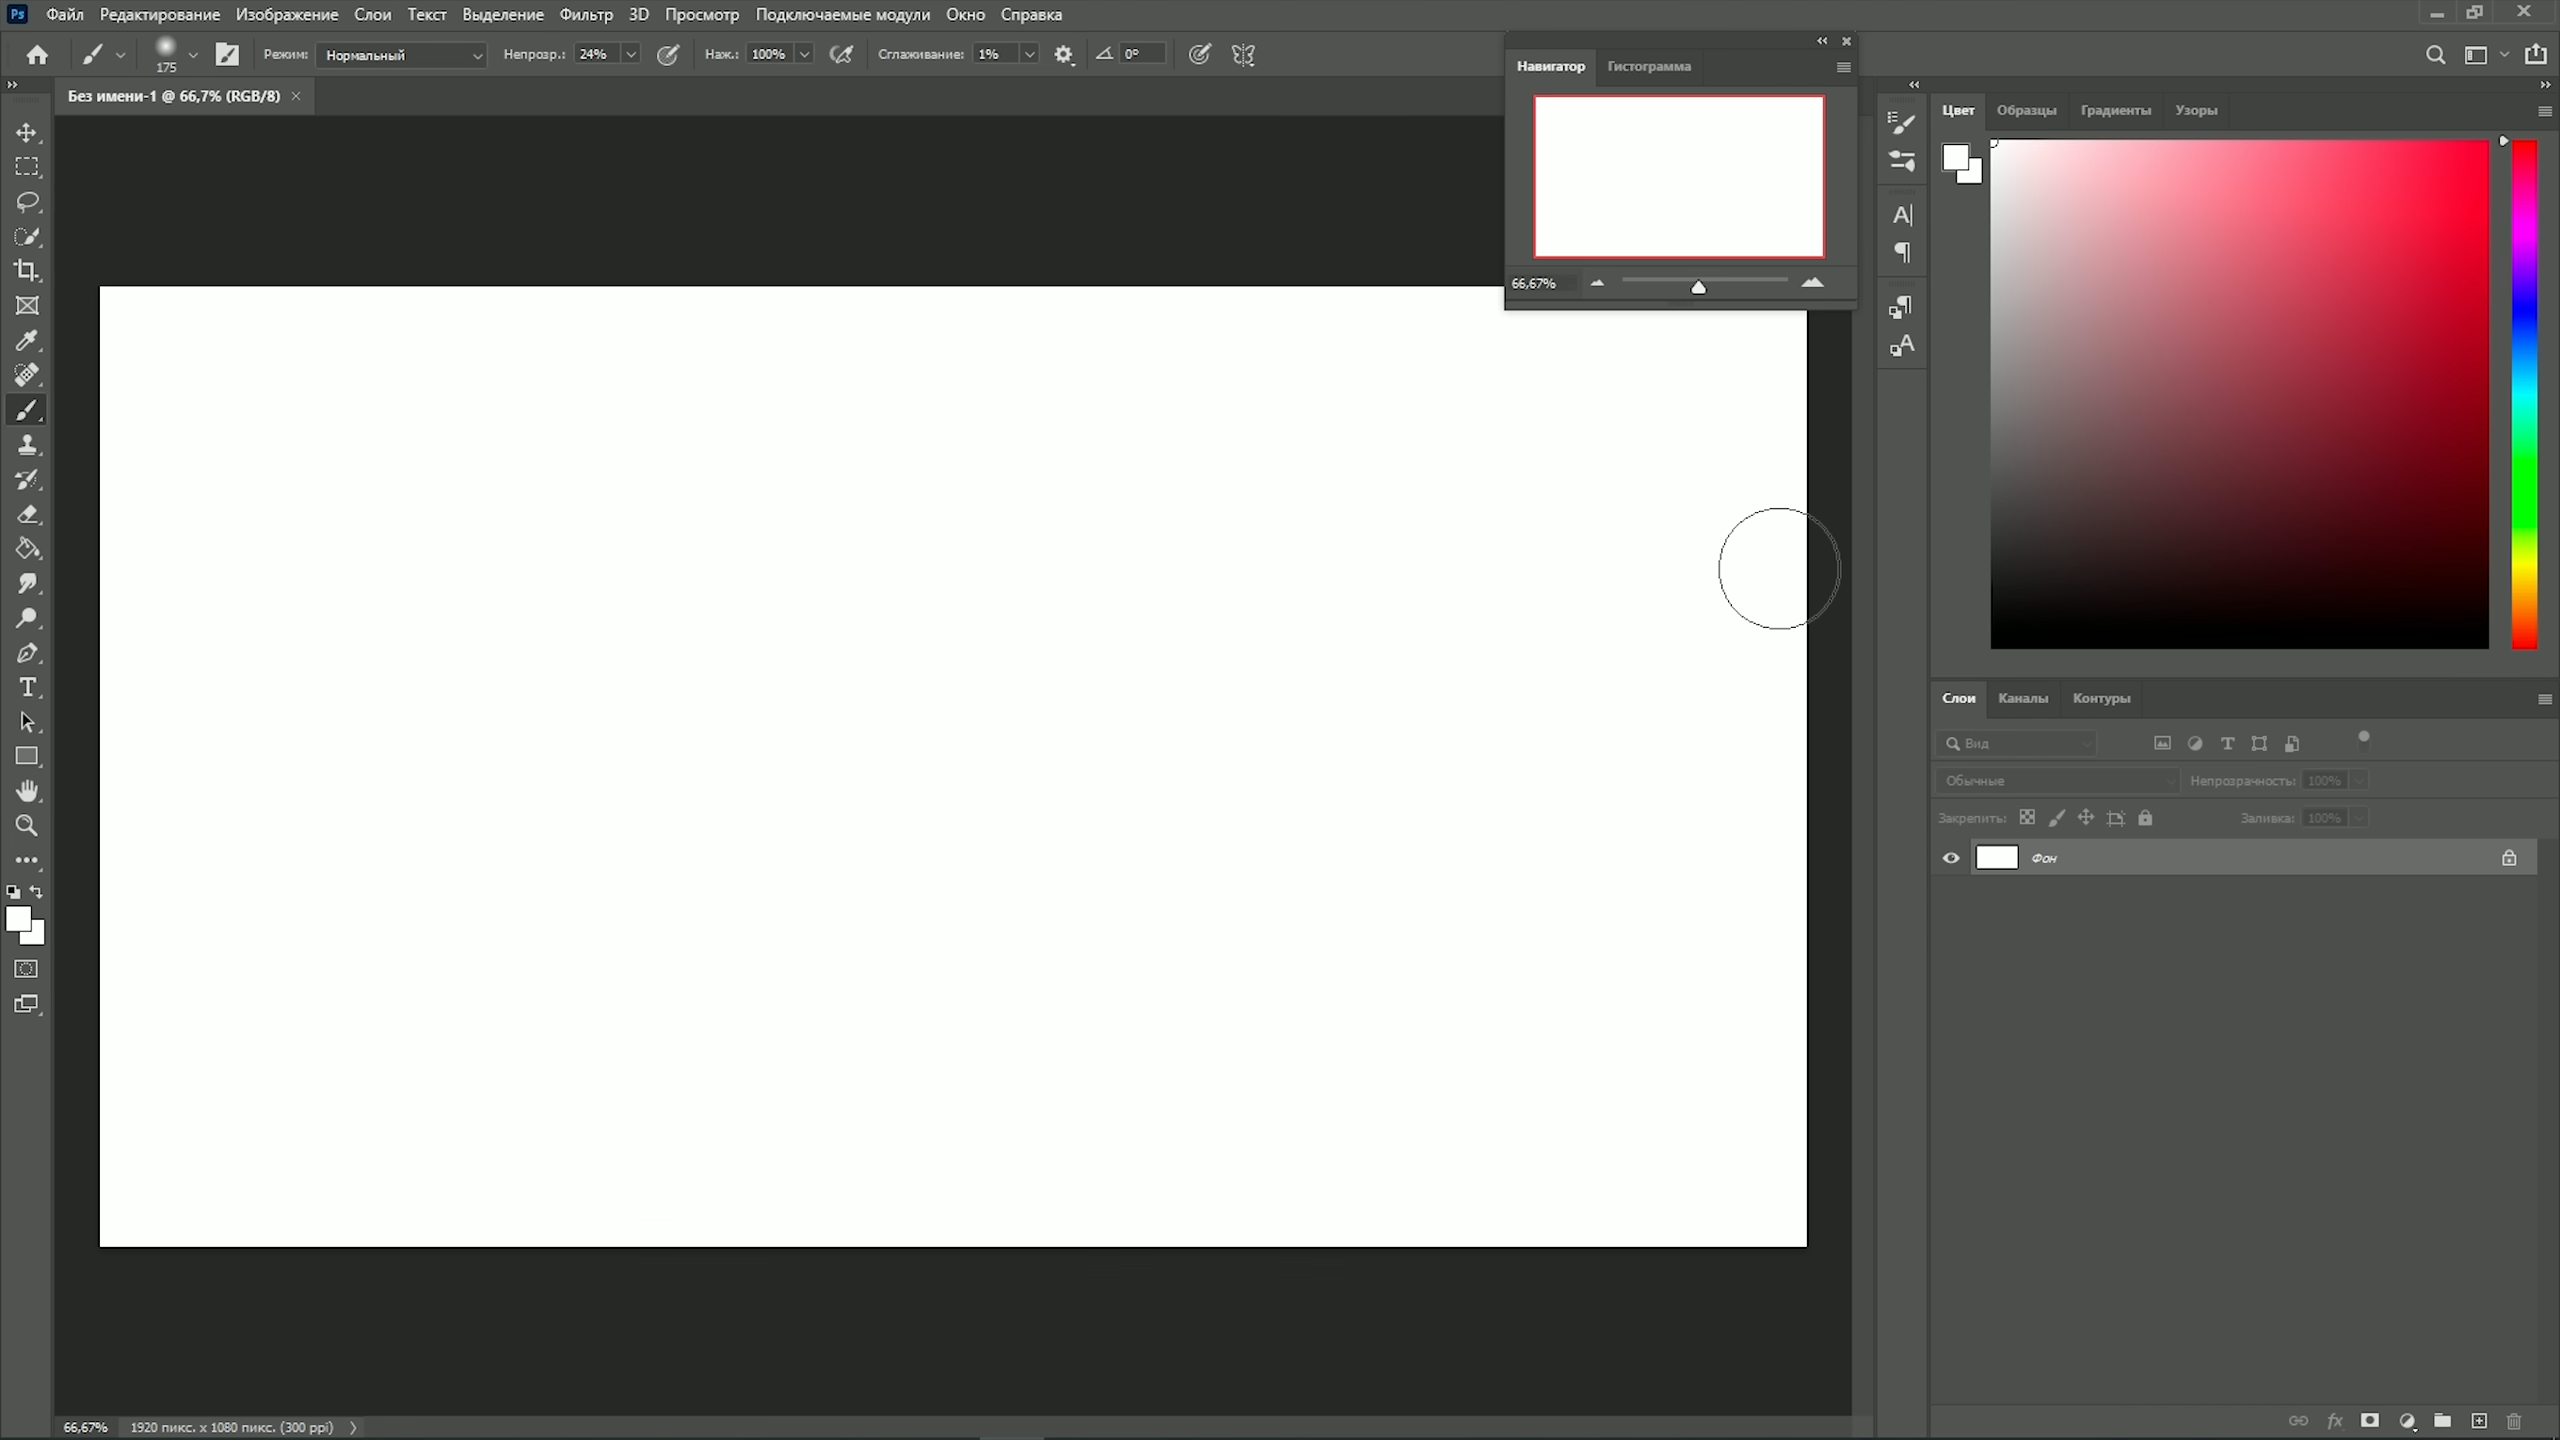 Ps Файл Редактирование Изображение Слои Текст Выделение Фильтр 3D Просмотр Подключаемые модули Окно Справка
175 Режим: Нормальный Непрозр.: 24% Наж.: 100% Сглаживание: 1% 0°
Без имени-1 @ 66,7% (RGB/8)
Навигатор Гистограмма
66,67%
Цвет Образцы Градиенты Узоры
Слои Каналы Контуры
Вид
Обычные Непрозрачность: 100%
Закрепить: Заливка: 100%
Фон
66,67% 1920 пикс. x 1080 пикс. (300 ppi)
fx